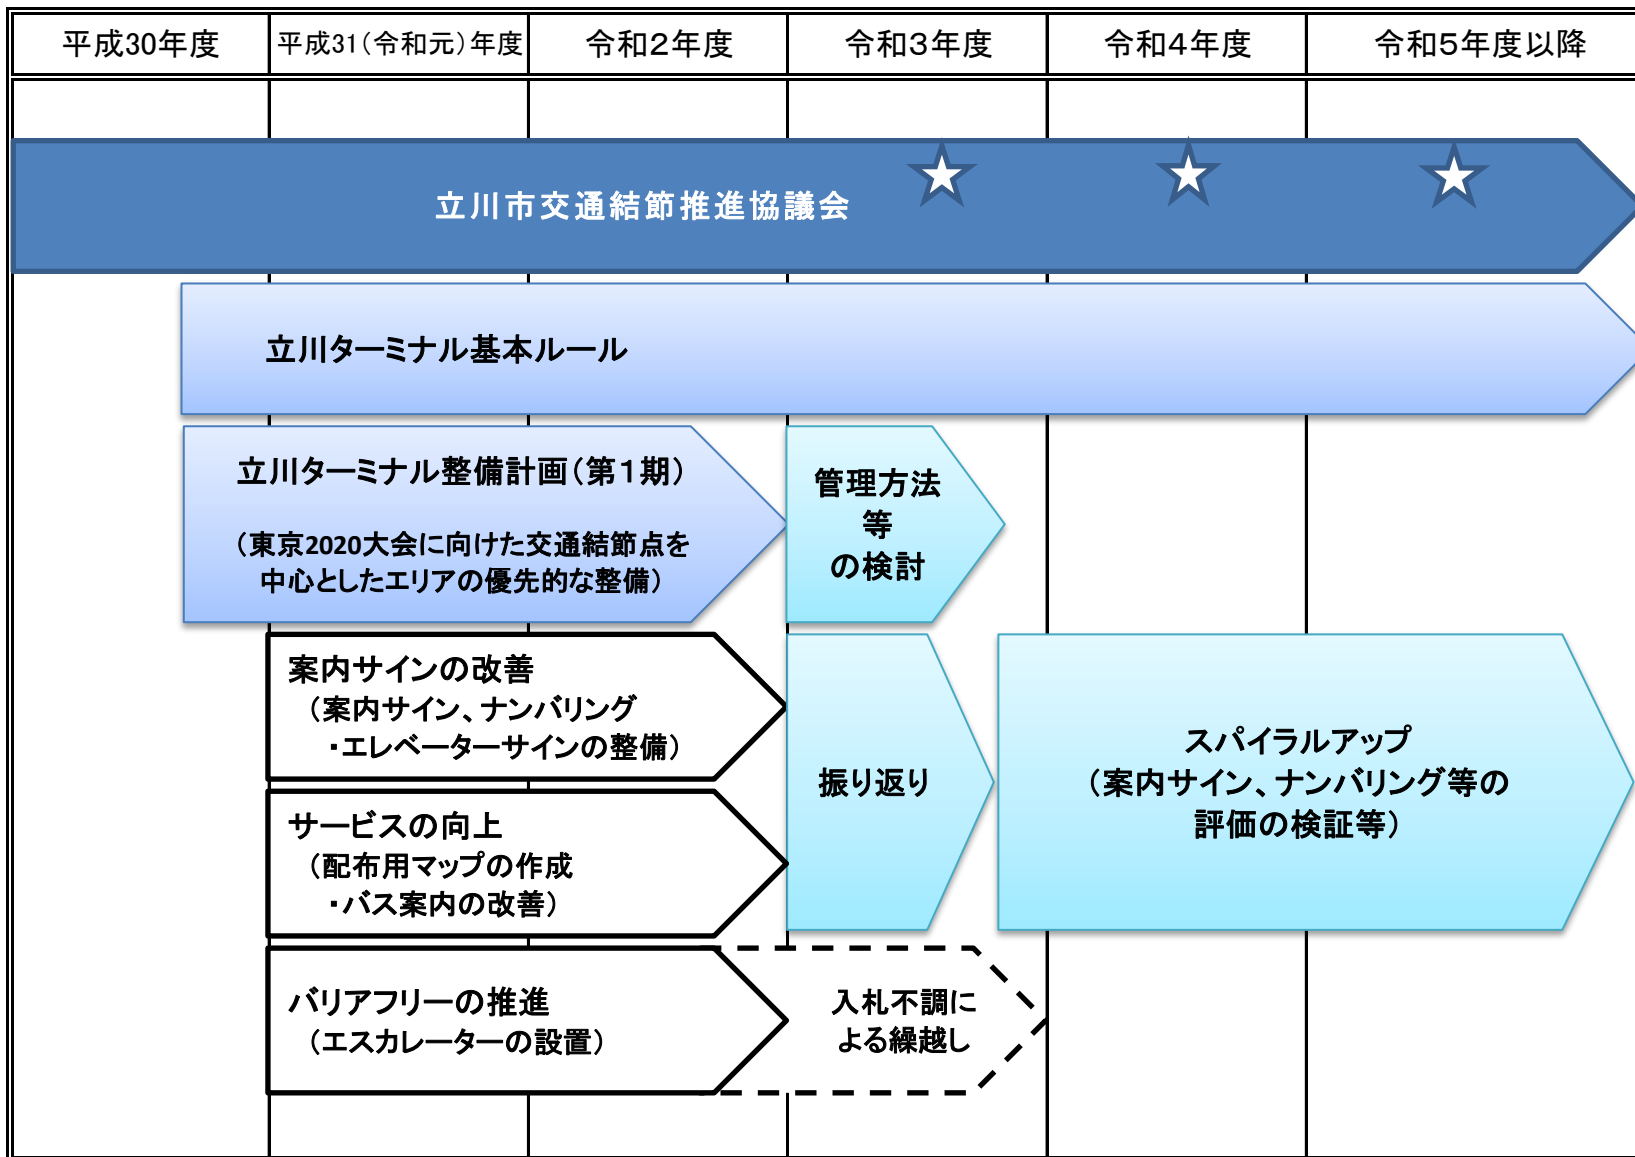 平成30年度
平成31(令和元)年度
令和2年度
令和3年度
令和4年度
令和5年度以降
立川市交通結節推進協議会
立川ターミナル基本ルール
立川ターミナル整備計画(第1期)
(東京2020大会に向けた交通結節点を
中心としたエリアの優先的な整備)
管理方法
等
の検討
案内サインの改善
(案内サイン、ナンバリング
・エレベーターサインの整備)
サービスの向上
(配布用マップの作成
・バス案内の改善)
振り返り
スパイラルアップ
(案内サイン、ナンバリング等の
評価の検証等)
バリアフリーの推進
(エスカレーターの設置)
入札不調に
よる繰越し